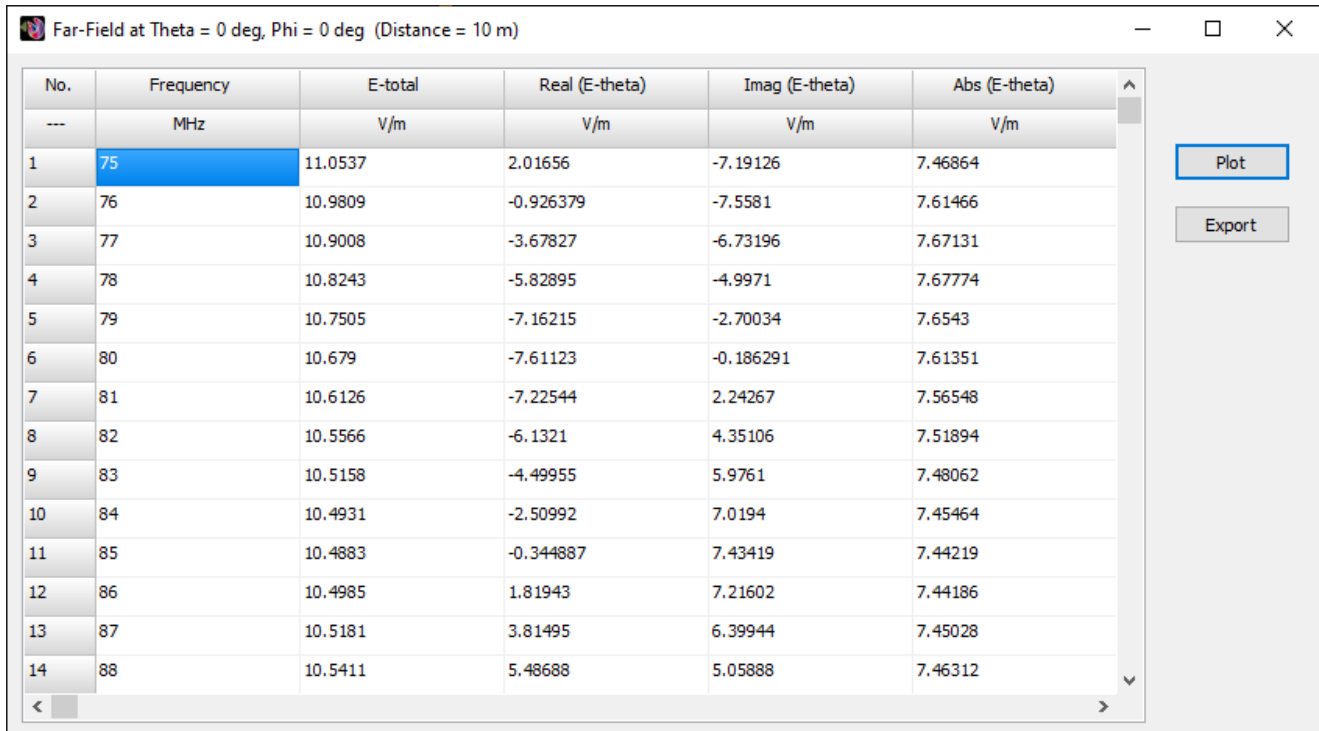 Far-Field at Theta = 0 deg, Phi = 0 deg (Distance = 10 m)
No. Frequency E-total Real (E-theta) Imag (E-theta) Abs (E-theta)
--- MHz V/m V/m V/m V/m
1 75 11.0537 2.01656 -7.19126 7.46864
2 76 10.9809 -0.926379 -7.5581 7.61466
3 77 10.9008 -3.67827 -6.73196 7.67131
4 78 10.8243 -5.82895 -4.9971 7.67774
5 79 10.7505 -7.16215 -2.70034 7.6543
6 80 10.679 -7.61123 -0.186291 7.61351
7 81 10.6126 -7.22544 2.24267 7.56548
8 82 10.5566 -6.1321 4.35106 7.51894
9 83 10.5158 -4.49955 5.9761 7.48062
10 84 10.4931 -2.50992 7.0194 7.45464
11 85 10.4883 -0.344887 7.43419 7.44219
12 86 10.4985 1.81943 7.21602 7.44186
13 87 10.5181 3.81495 6.39944 7.45028
14 88 10.5411 5.48688 5.05888 7.46312
Plot
Export